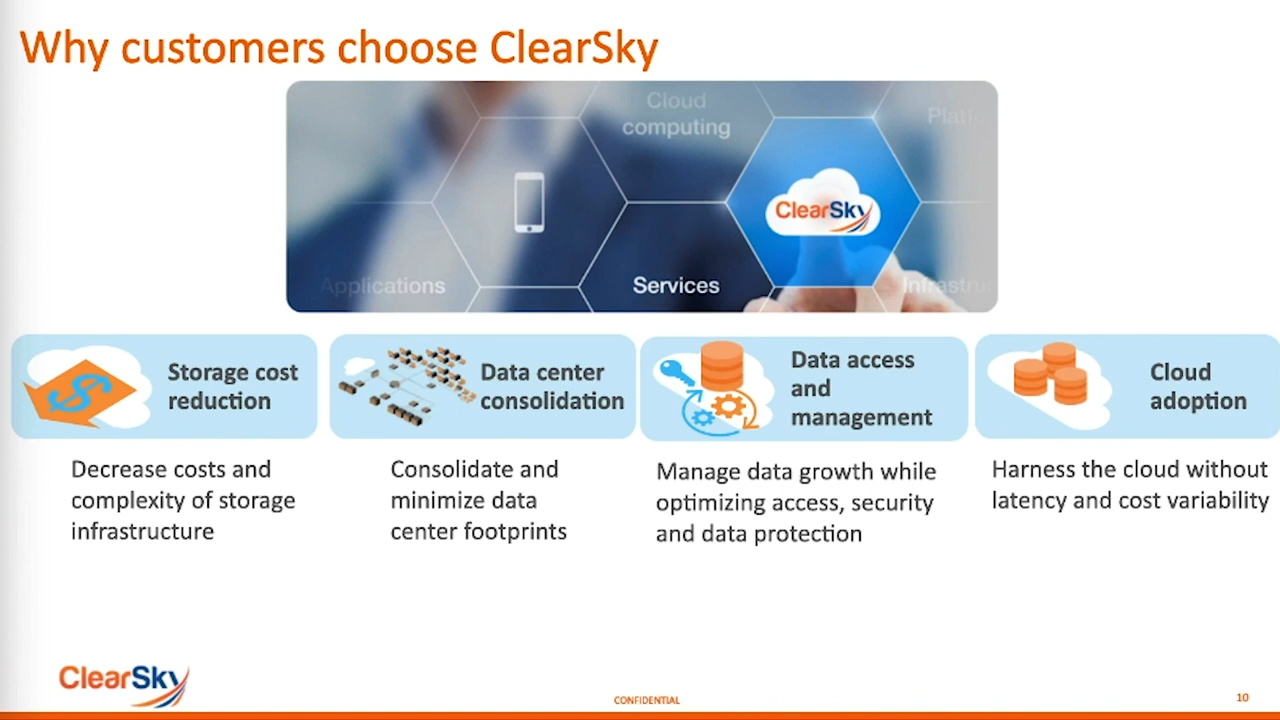 Why customers choose ClearSky
Cloud
computing
ClearSky
Applications
Services
Storage cost
reduction
Data center
consolidation
Data access
and
management
Cloud
adoption
Decrease costs and
complexity of storage
infrastructure
Consolidate and
minimize data
center footprints
Manage data growth while
optimizing access, security
and data protection
Harness the cloud without
latency and cost variability
ClearSky
CONFIDENTIAL
10